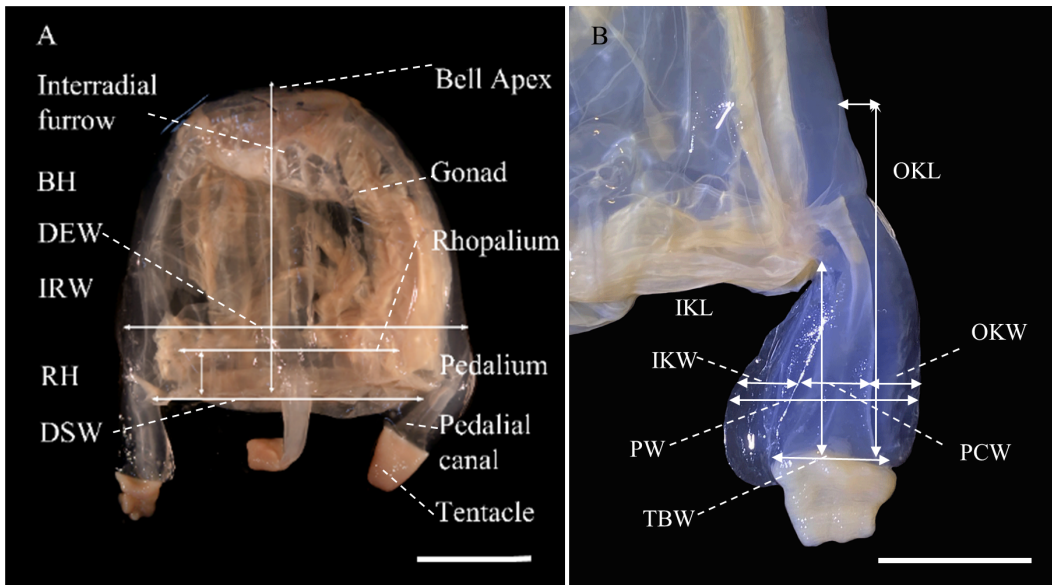 A
Interradial
furrow
BH
DEW
IRW
RH
DSW
Bell Apex
Gonad
Rhopalium
Pedalium
Pedalial
canal
Tentacle
B
OKL
IKL
IKW
OKW
PW
PCW
TBW